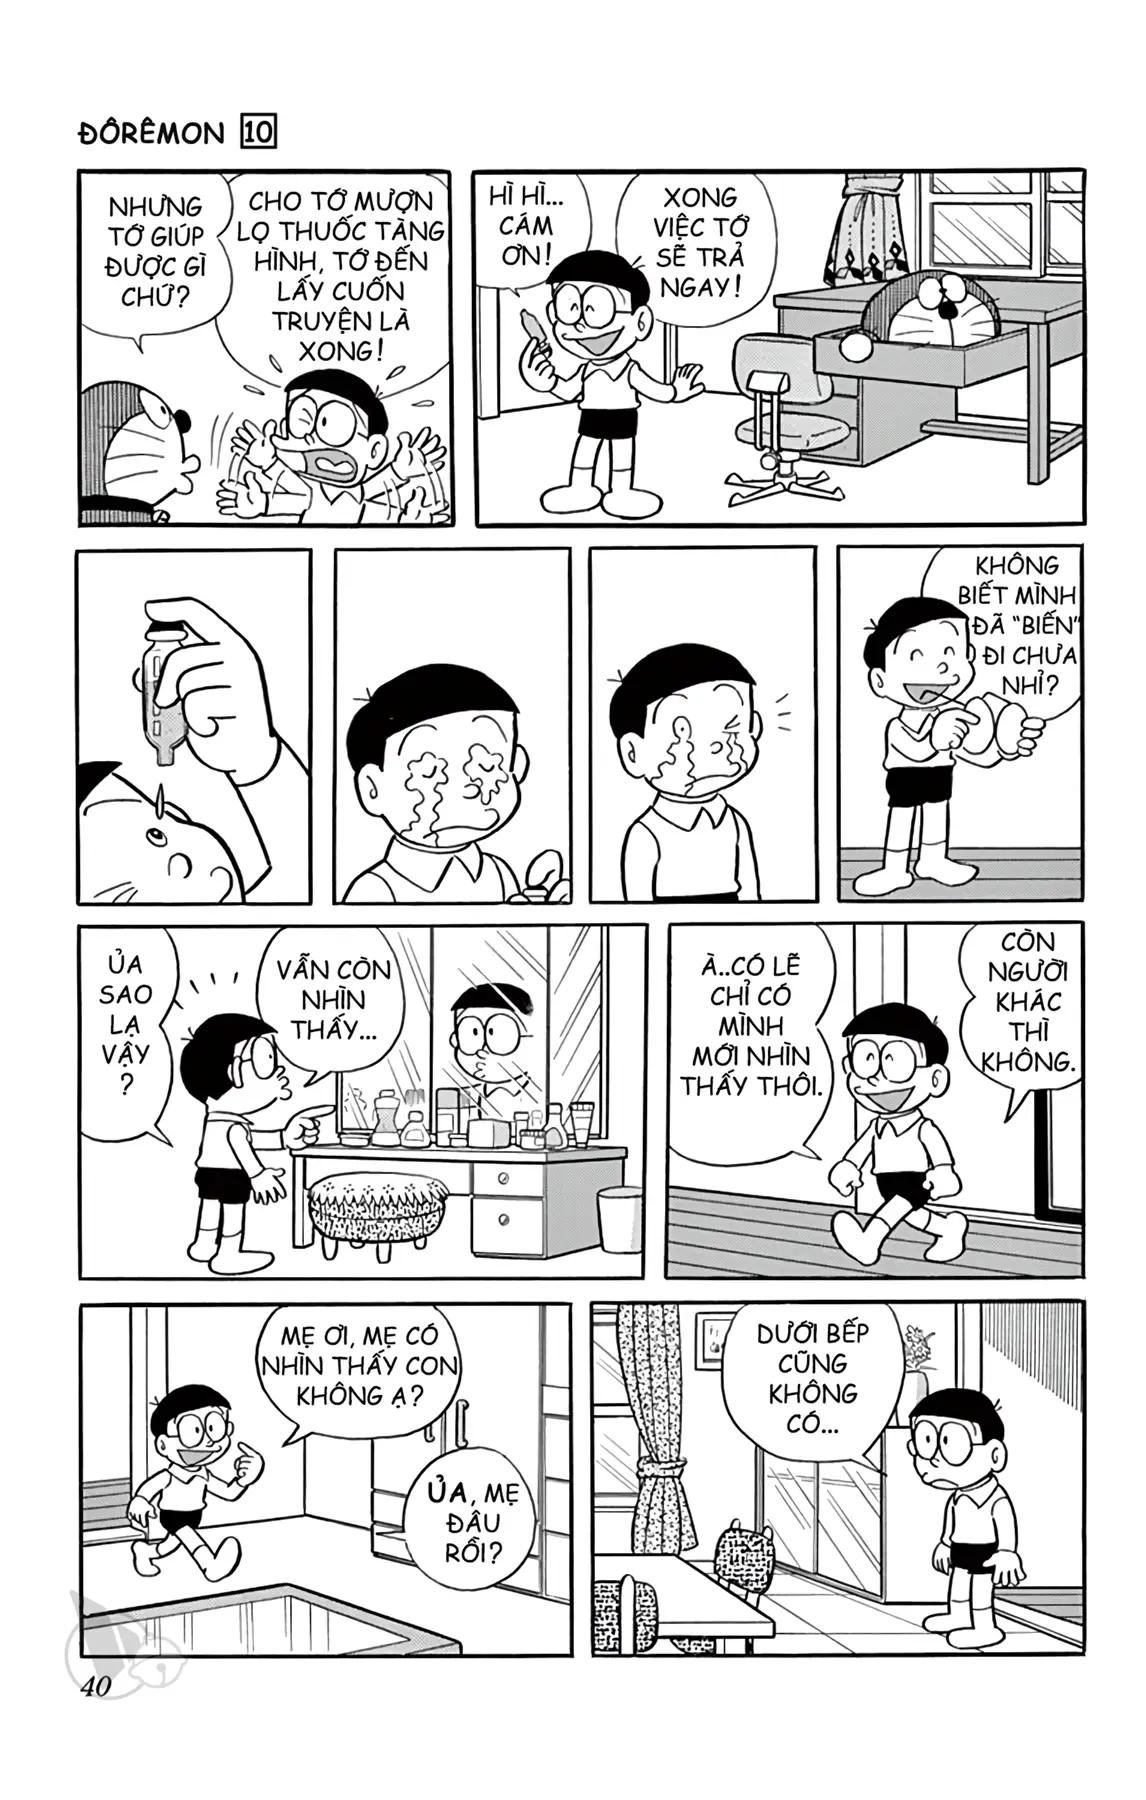 ĐÔRÊMON 10
NHƯNG
TỚ GIÚP
ĐƯỢC GÌ
CHỨ?
CHO TỚ MƯỢN
LỌ THUỐC TÀNG
HÌNH, TỚ ĐẾN
LẤY CUỐN
TRUYỆN LÀ
XONG!
HÌ HÌ...
CÁM
ƠN!
XONG
VIỆC TỚ
SẼ TRẢ
NGAY!
KHÔNG
BIẾT MÌNH
ĐÃ "BIẾN"
ĐI CHƯA
NHỈ?
ỦA
SAO
LẠ
VẬY
?
VẪN CÒN
NHÌN
THẤY...
À..CÓ LẼ
CHỈ CÓ
MÌNH
MỚI NHÌN
THẤY THÔI.
CÒN
NGƯỜI
KHÁC
THÌ
KHÔNG.
MẸ ƠI, MẸ CÓ
NHÌN THẤY CON
KHÔNG Ạ?
ỦA, MẸ
ĐÂU
RỒI?
DƯỚI BẾP
CŨNG
KHÔNG
CÓ...
40